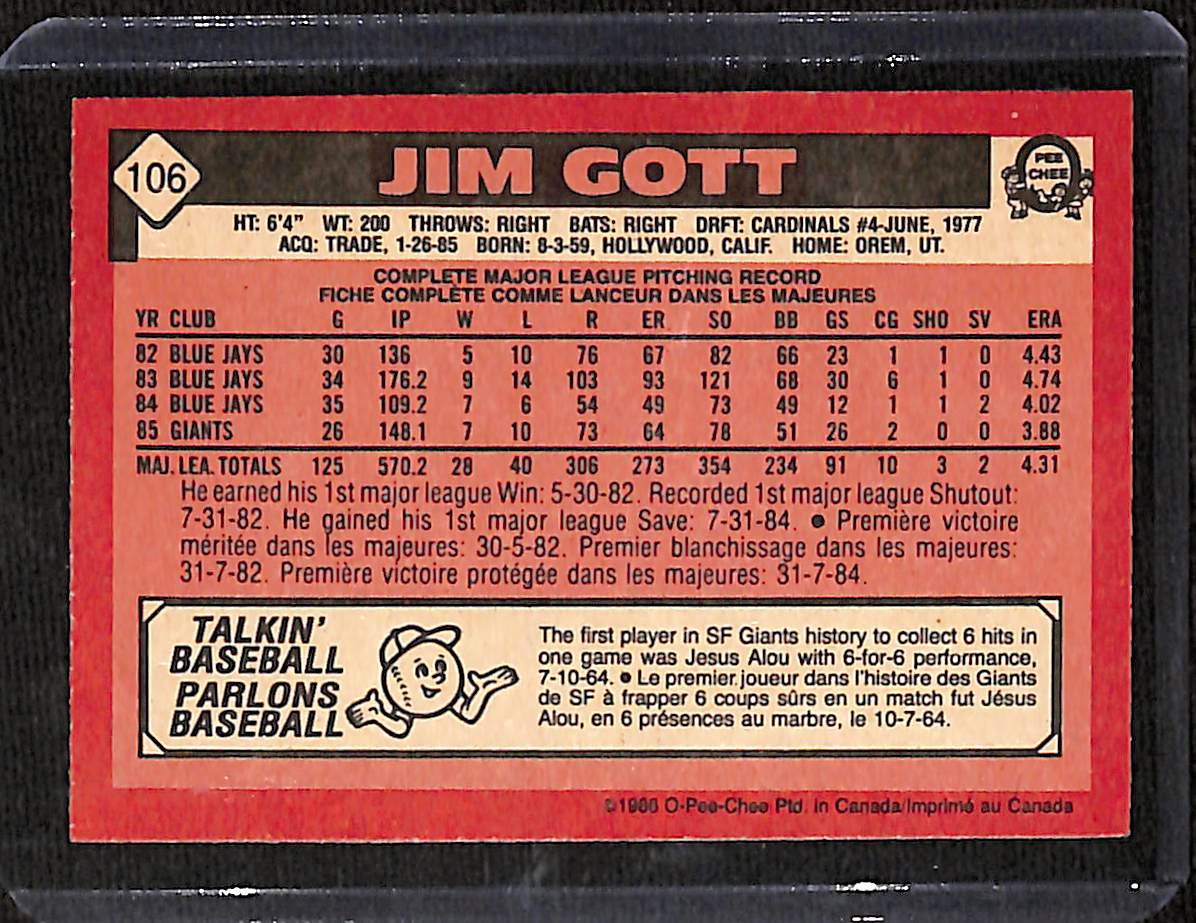 106
JIM GOTT
PEE
CHEE
HT: 6'4" WT: 200 THROWS: RIGHT BATS: RIGHT DRFT: CARDINALS #4-JUNE, 1977
ACQ: TRADE, 1-26-85 BORN: 8-3-59, HOLLYWOOD, CALIF. HOME: OREM, UT.
COMPLETE MAJOR LEAGUE PITCHING RECORD
FICHE COMPLÈTE COMME LANCEUR DANS LES MAJEURES
YR CLUB G IP W L R ER SO BB GS CG SHO SV ERA
82 BLUE JAYS 30 136 5 10 76 67 82 66 23 1 1 0 4.43
83 BLUE JAYS 34 176.2 9 14 103 93 121 68 30 6 1 0 4.74
84 BLUE JAYS 35 109.2 7 6 54 49 73 49 12 1 1 2 4.02
85 GIANTS 26 148.1 7 10 73 64 78 51 26 2 0 0 3.88
MAJ. LEA. TOTALS 125 570.2 28 40 306 273 354 234 91 10 3 2 4.31
He earned his 1st major league Win: 5-30-82. Recorded 1st major league Shutout:
7-31-82. He gained his 1st major league Save: 7-31-84. ● Première victoire
méritée dans les majeures: 30-5-82. Premier blanchissage dans les majeures:
31-7-82. Première victoire protégée dans les majeures: 31-7-84.
TALKIN'
BASEBALL
PARLONS
BASEBALL
The first player in SF Giants history to collect 6 hits in
one game was Jesus Alou with 6-for-6 performance,
7-10-64. ● Le premier joueur dans l'histoire des Giants
de SF à frapper 6 coups sûrs en un match fut Jésus
Alou, en 6 présences au marbre, le 10-7-64.
©1986 O-Pee-Chee Ptd. in Canada/Imprimé au Canada